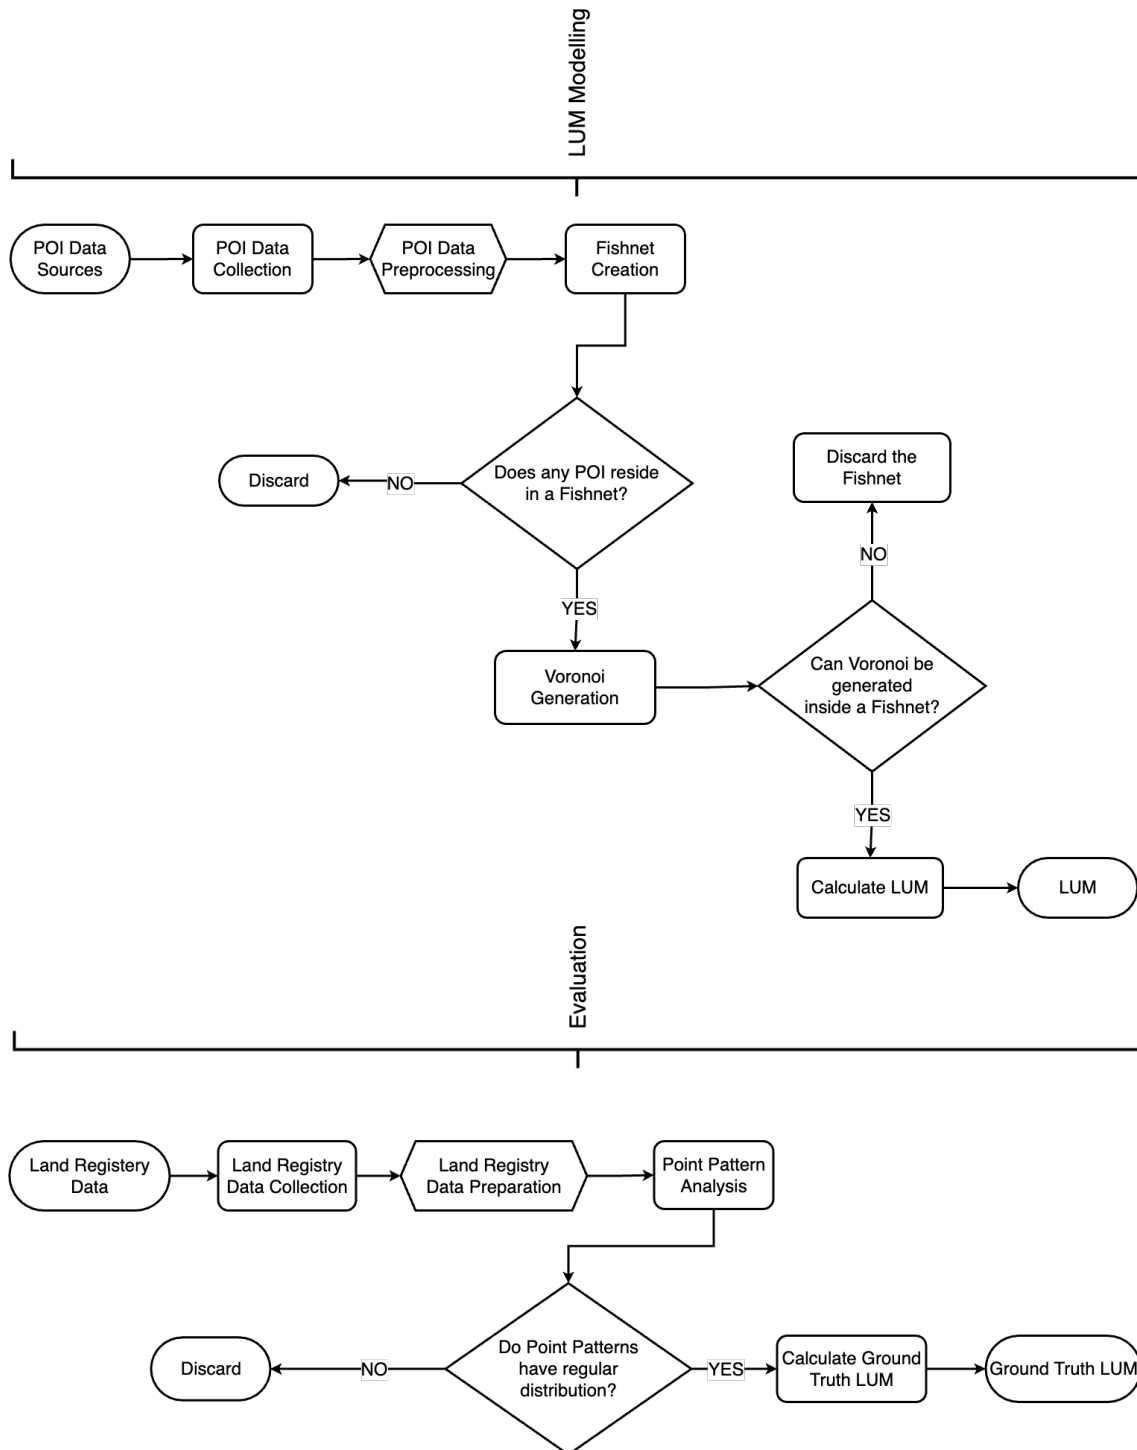 LUM Modelling
POI Data
Sources
POI Data
Collection
POI Data
Preprocessing
Fishnet
Creation
Does any POI reside
in a Fishnet?
NO
Discard
YES
Voronoi
Generation
Can Voronoi be
generated
inside a Fishnet?
NO
Discard the
Fishnet
YES
Calculate LUM
LUM
Evaluation
Land Registery
Data
Land Registry
Data Collection
Land Registry
Data Preparation
Point Pattern
Analysis
Do Point Patterns
have regular
distribution?
NO
Discard
YES
Calculate Ground
Truth LUM
Ground Truth LUM